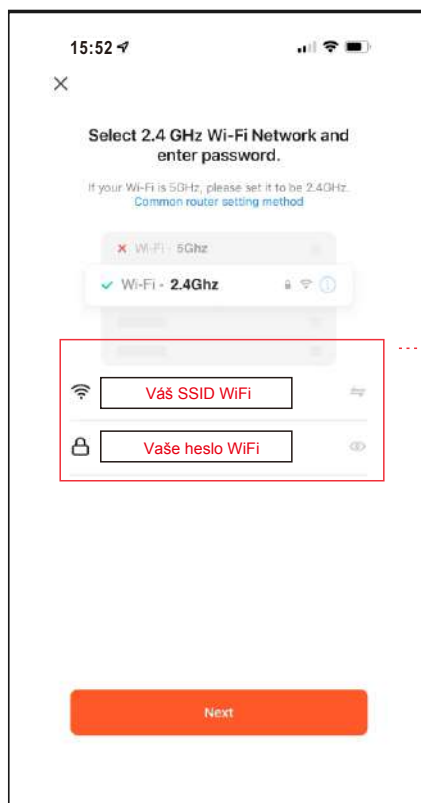 15:52
Select 2.4 GHz Wi-Fi Network and
enter password.
If your Wi-Fi is 5GHz, please set it to be 2.4GHz.
Common router setting method
Wi-Fi - 5Ghz
Wi-Fi - 2.4Ghz
Váš SSID WiFi
Vaše heslo WiFi
Next